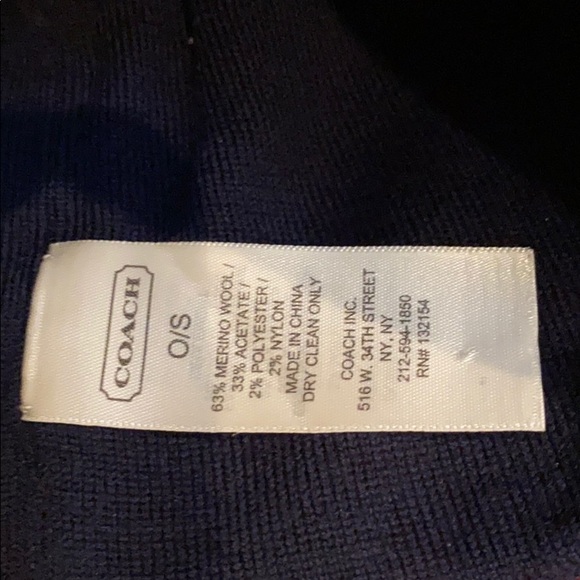 COACH
O/S
63% MERINO WOOL /
33% ACETATE /
2% POLYESTER /
2% NYLON
MADE IN CHINA
DRY CLEAN ONLY
COACH INC.
516 W. 34TH STREET
NY, NY
212-594-1850
RN# 132154